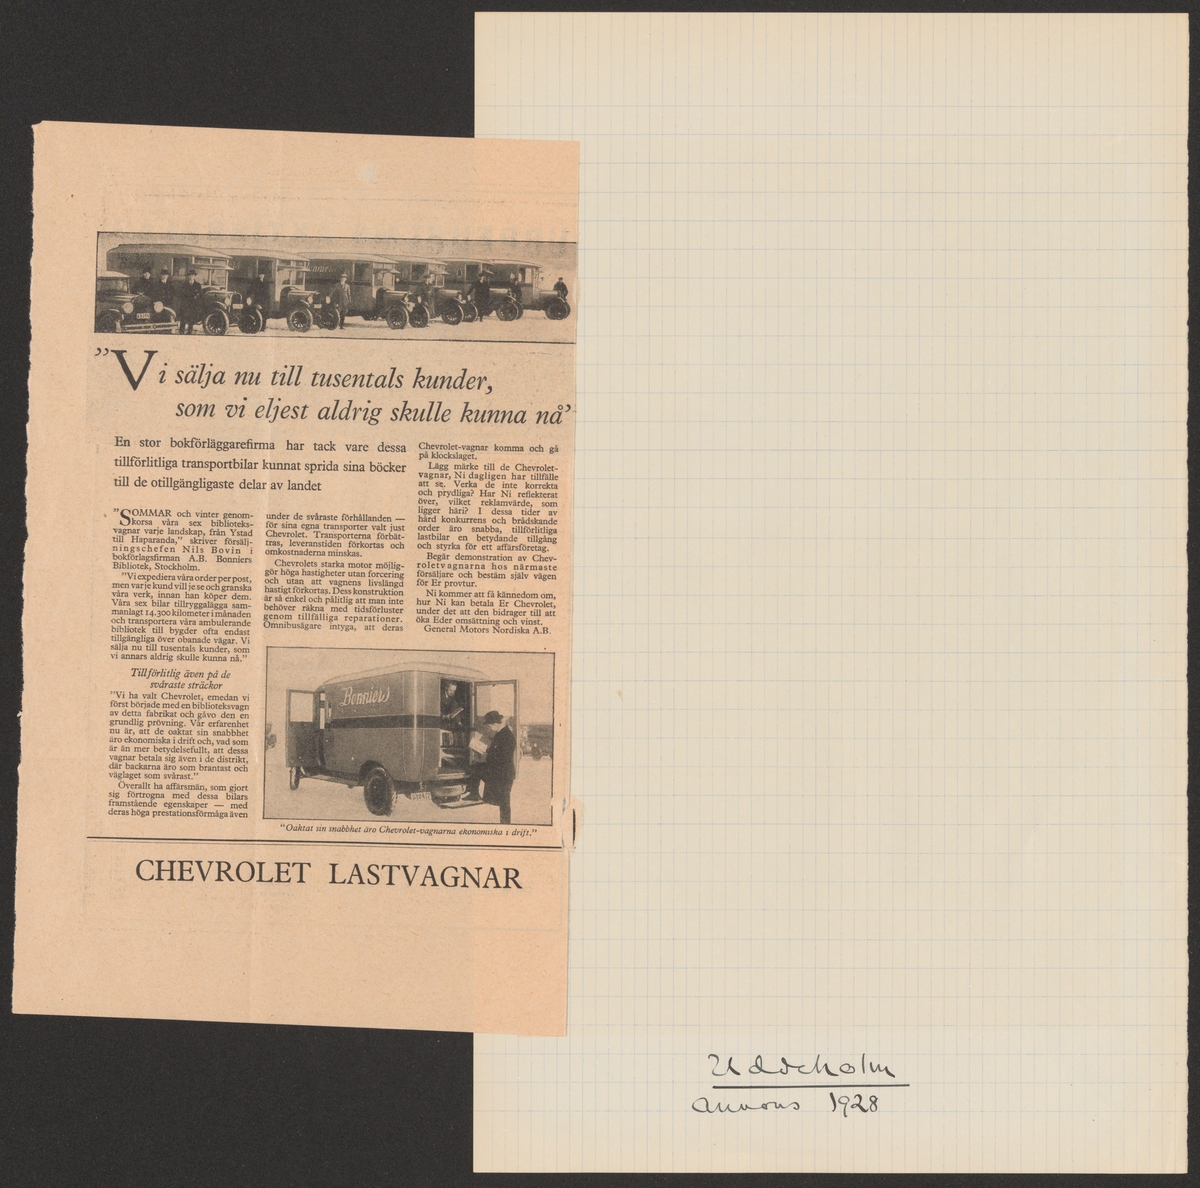 "Vi sälja nu till tusentals kunder,
som vi eljest aldrig skulle kunna nå"
En stor bokförläggarefirma har tack vare dessa
tillförlitliga transportbilar kunnat sprida sina böcker
till de otillgängligaste delar av landet
"SOMMAR och vinter genom-
korsa våra sex biblioteks-
vagnar varje landskap, från Ystad
till Haparanda," skriver försälj-
ningschefen Nils Bovin i
bokförlagsfirman A.B. Bonniers
Bibliotek, Stockholm.
"Vi expediera våra order per post,
men varje kund vill je se och granska
våra verk, innan han köper dem.
Våra sex bilar tillryggalägga sam-
manlagt 14.300 kilometer i månaden
och transportera våra ambulerande
bibliotek till bygder ofta endast
tillgängliga över obanade vägar. Vi
sälja nu till tusentals kunder, som
vi annars aldrig skulle kunna nå."
Tillförlitlig även på de
svåraste sträckor
"Vi ha valt Chevrolet, emedan vi
först började med en biblioteksvagn
av detta fabrikat och gåvo den en
grundlig prövning. Vår erfarenhet
nu är, att de oaktat sin snabbhet
äro ekonomiska i drift och, vad som
är än mer betydelsefullt, att dessa
vagnar betala sig även i de distrikt,
där backarna äro som brantast och
väglaget som svårast."
Överallt ha affärsmän, som gjort
sig förtrogna med dessa bilars
framstående egenskaper — med
deras höga prestationsförmåga även
under de svåraste förhållanden —
för sina egna transporter valt just
Chevrolet. Transporterna förbät-
tras, leveranstiden förkortas och
omkostnaderna minskas.
Chevrolets starka motor möjlig-
gör höga hastigheter utan forcering
och utan att vagnens livslängd
hastigt förkortas. Dess konstruktion
är så enkel och pålitlig att man inte
behöver räkna med tidsförluster
genom tillfälliga reparationer.
Omnibusägare intyga, att deras
Chevrolet-vagnar komma och gå
på klockslaget.
Lägg märke till de Chevrolet-
vagnar, Ni dagligen har tillfälle
att se. Verka de inte korrekta
och prydliga? Har Ni reflekterat
över, vilket reklamvärde, som
ligger häri? I dessa tider av
hård konkurrens och brådskande
order äro snabba, tillförlitliga
lastbilar en betydande tillgång
och styrka för ett affärsföretag.
Begär demonstration av Chev-
roletvagnarna hos närmaste
försäljare och bestäm själv vägen
för Er provtur.
Ni kommer att få kännedom om,
hur Ni kan betala Er Chevrolet,
under det att den bidrager till att
öka Eder omsättning och vinst.
General Motors Nordiska A.B.
Bonniers
"Oaktat sin snabbhet äro Chevrolet-vagnarna ekonomiska i drift."
CHEVROLET LASTVAGNAR
Uddeholm
annons 1928